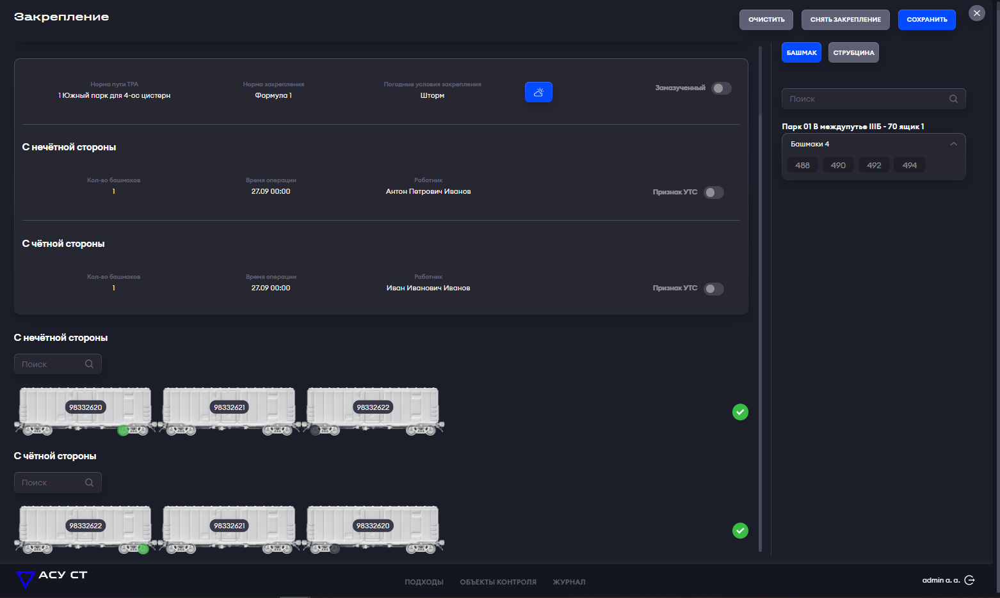 Закрепление
ОЧИСТИТЬ
СНЯТЬ ЗАКРЕПЛЕНИЕ
СОХРАНИТЬ
БАШМАК
СТРУБЦИНА
Норма пути ТРА
1 Южный парк для 4-ос цистерн
Норма закрепления
Формула 1
Погодные условия закрепления
Шторм
Замазученный
С нечётной стороны
Кол-во башмаков
1
Время операции
27.09 00:00
Работник
Антон Петрович Иванов
Признак УТС
С чётной стороны
Кол-во башмаков
1
Время операции
27.09 00:00
Работник
Иван Иванович Иванов
Признак УТС
Поиск
Парк 01 В междупутье IIIБ - 70 ящик 1
Башмаки 4
488 490 492 494
С нечётной стороны
Поиск
98332620 98332621 98332622
С чётной стороны
Поиск
98332622 98332621 98332620
АСУ СТ
ПОДХОДЫ ОБЪЕКТЫ КОНТРОЛЯ ЖУРНАЛ
admin a. a.